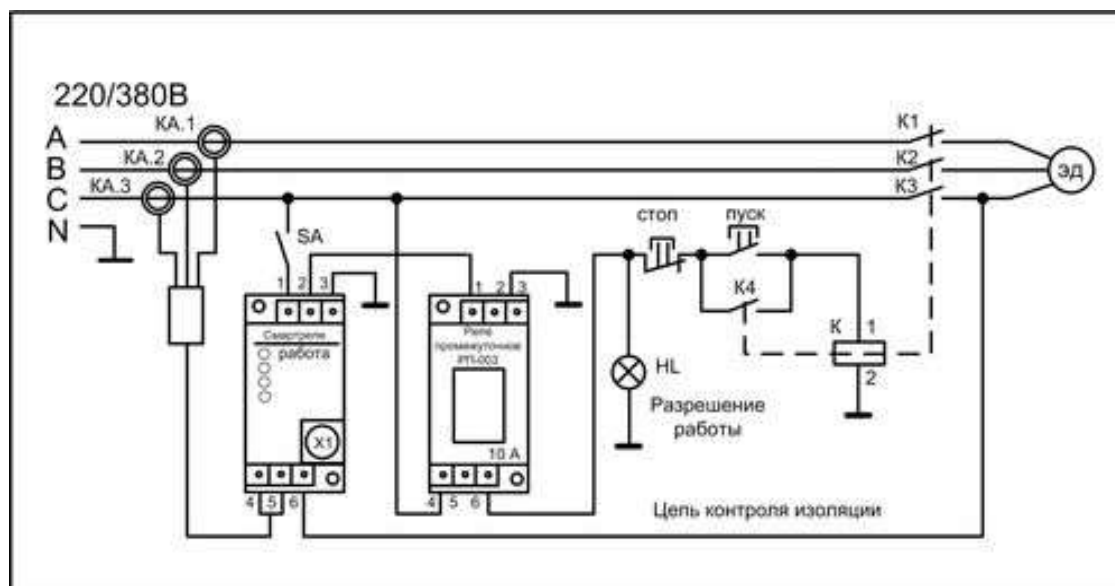 220/380В
КА.1
К1
А
КА.2
К2
В
КА.3
К3
С
ЭД
N
SA
стоп
пуск
1 2 3
1 2 3
К4
Смартреле
работа
Реле
промежуточное
РП-003
К 1
2
HL
Разрешение
работы
X1
10 А
4 5 6
4 5 6
Цепь контроля изоляции